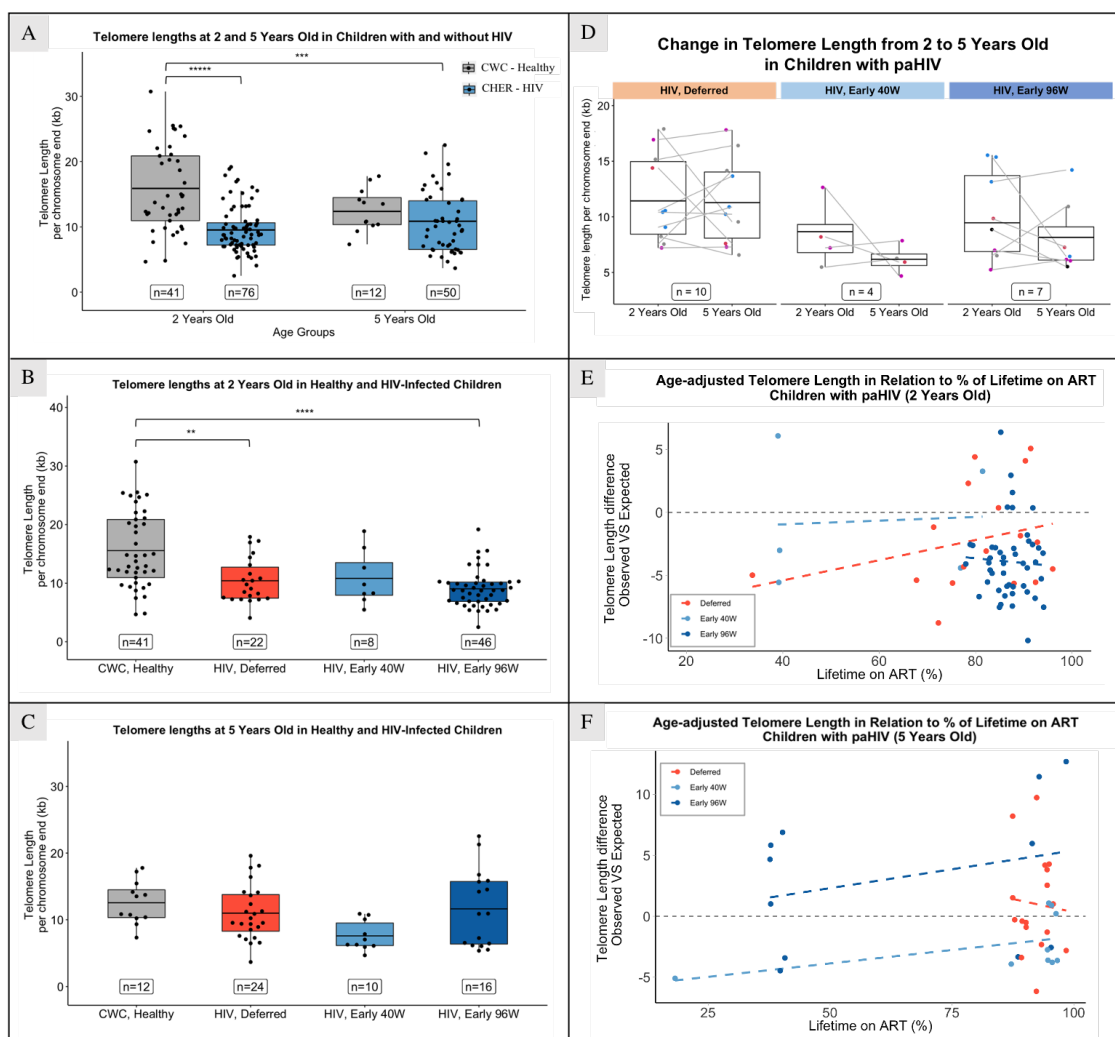 A
Telomere lengths at 2 and 5 Years Old in Children with and without HIV
*****
***
CWC - Healthy
CHER - HIV
Telomere Length
per chromosome end (kb)
30
20
10
0
n=41
n=76
n=12
n=50
2 Years Old
5 Years Old
Age Groups
B
Telomere lengths at 2 Years Old in Healthy and HIV-Infected Children
****
**
Telomere Length
per chromosome end (kb)
40
30
20
10
0
n=41
n=22
n=8
n=46
CWC, Healthy
HIV, Deferred
HIV, Early 40W
HIV, Early 96W
C
Telomere lengths at 5 Years Old in Healthy and HIV-Infected Children
Telomere Length
per chromosome end (kb)
30
20
10
0
n=12
n=24
n=10
n=16
CWC, Healthy
HIV, Deferred
HIV, Early 40W
HIV, Early 96W
D
Change in Telomere Length from 2 to 5 Years Old
in Children with paHIV
HIV, Deferred
HIV, Early 40W
HIV, Early 96W
Telomere length per chromosome end (kb)
20
15
10
5
n = 10
n = 4
n = 7
2 Years Old
5 Years Old
2 Years Old
5 Years Old
2 Years Old
5 Years Old
E
Age-adjusted Telomere Length in Relation to % of Lifetime on ART
Children with paHIV (2 Years Old)
Telomere Length difference
Observed VS Expected
5
0
-5
-10
Deferred
Early 40W
Early 96W
20
40
60
80
100
Lifetime on ART (%)
F
Age-adjusted Telomere Length in Relation to % of Lifetime on ART
Children with paHIV (5 Years Old)
Deferred
Early 40W
Early 96W
Telomere Length difference
Observed VS Expected
10
5
0
-5
25
50
75
100
Lifetime on ART (%)